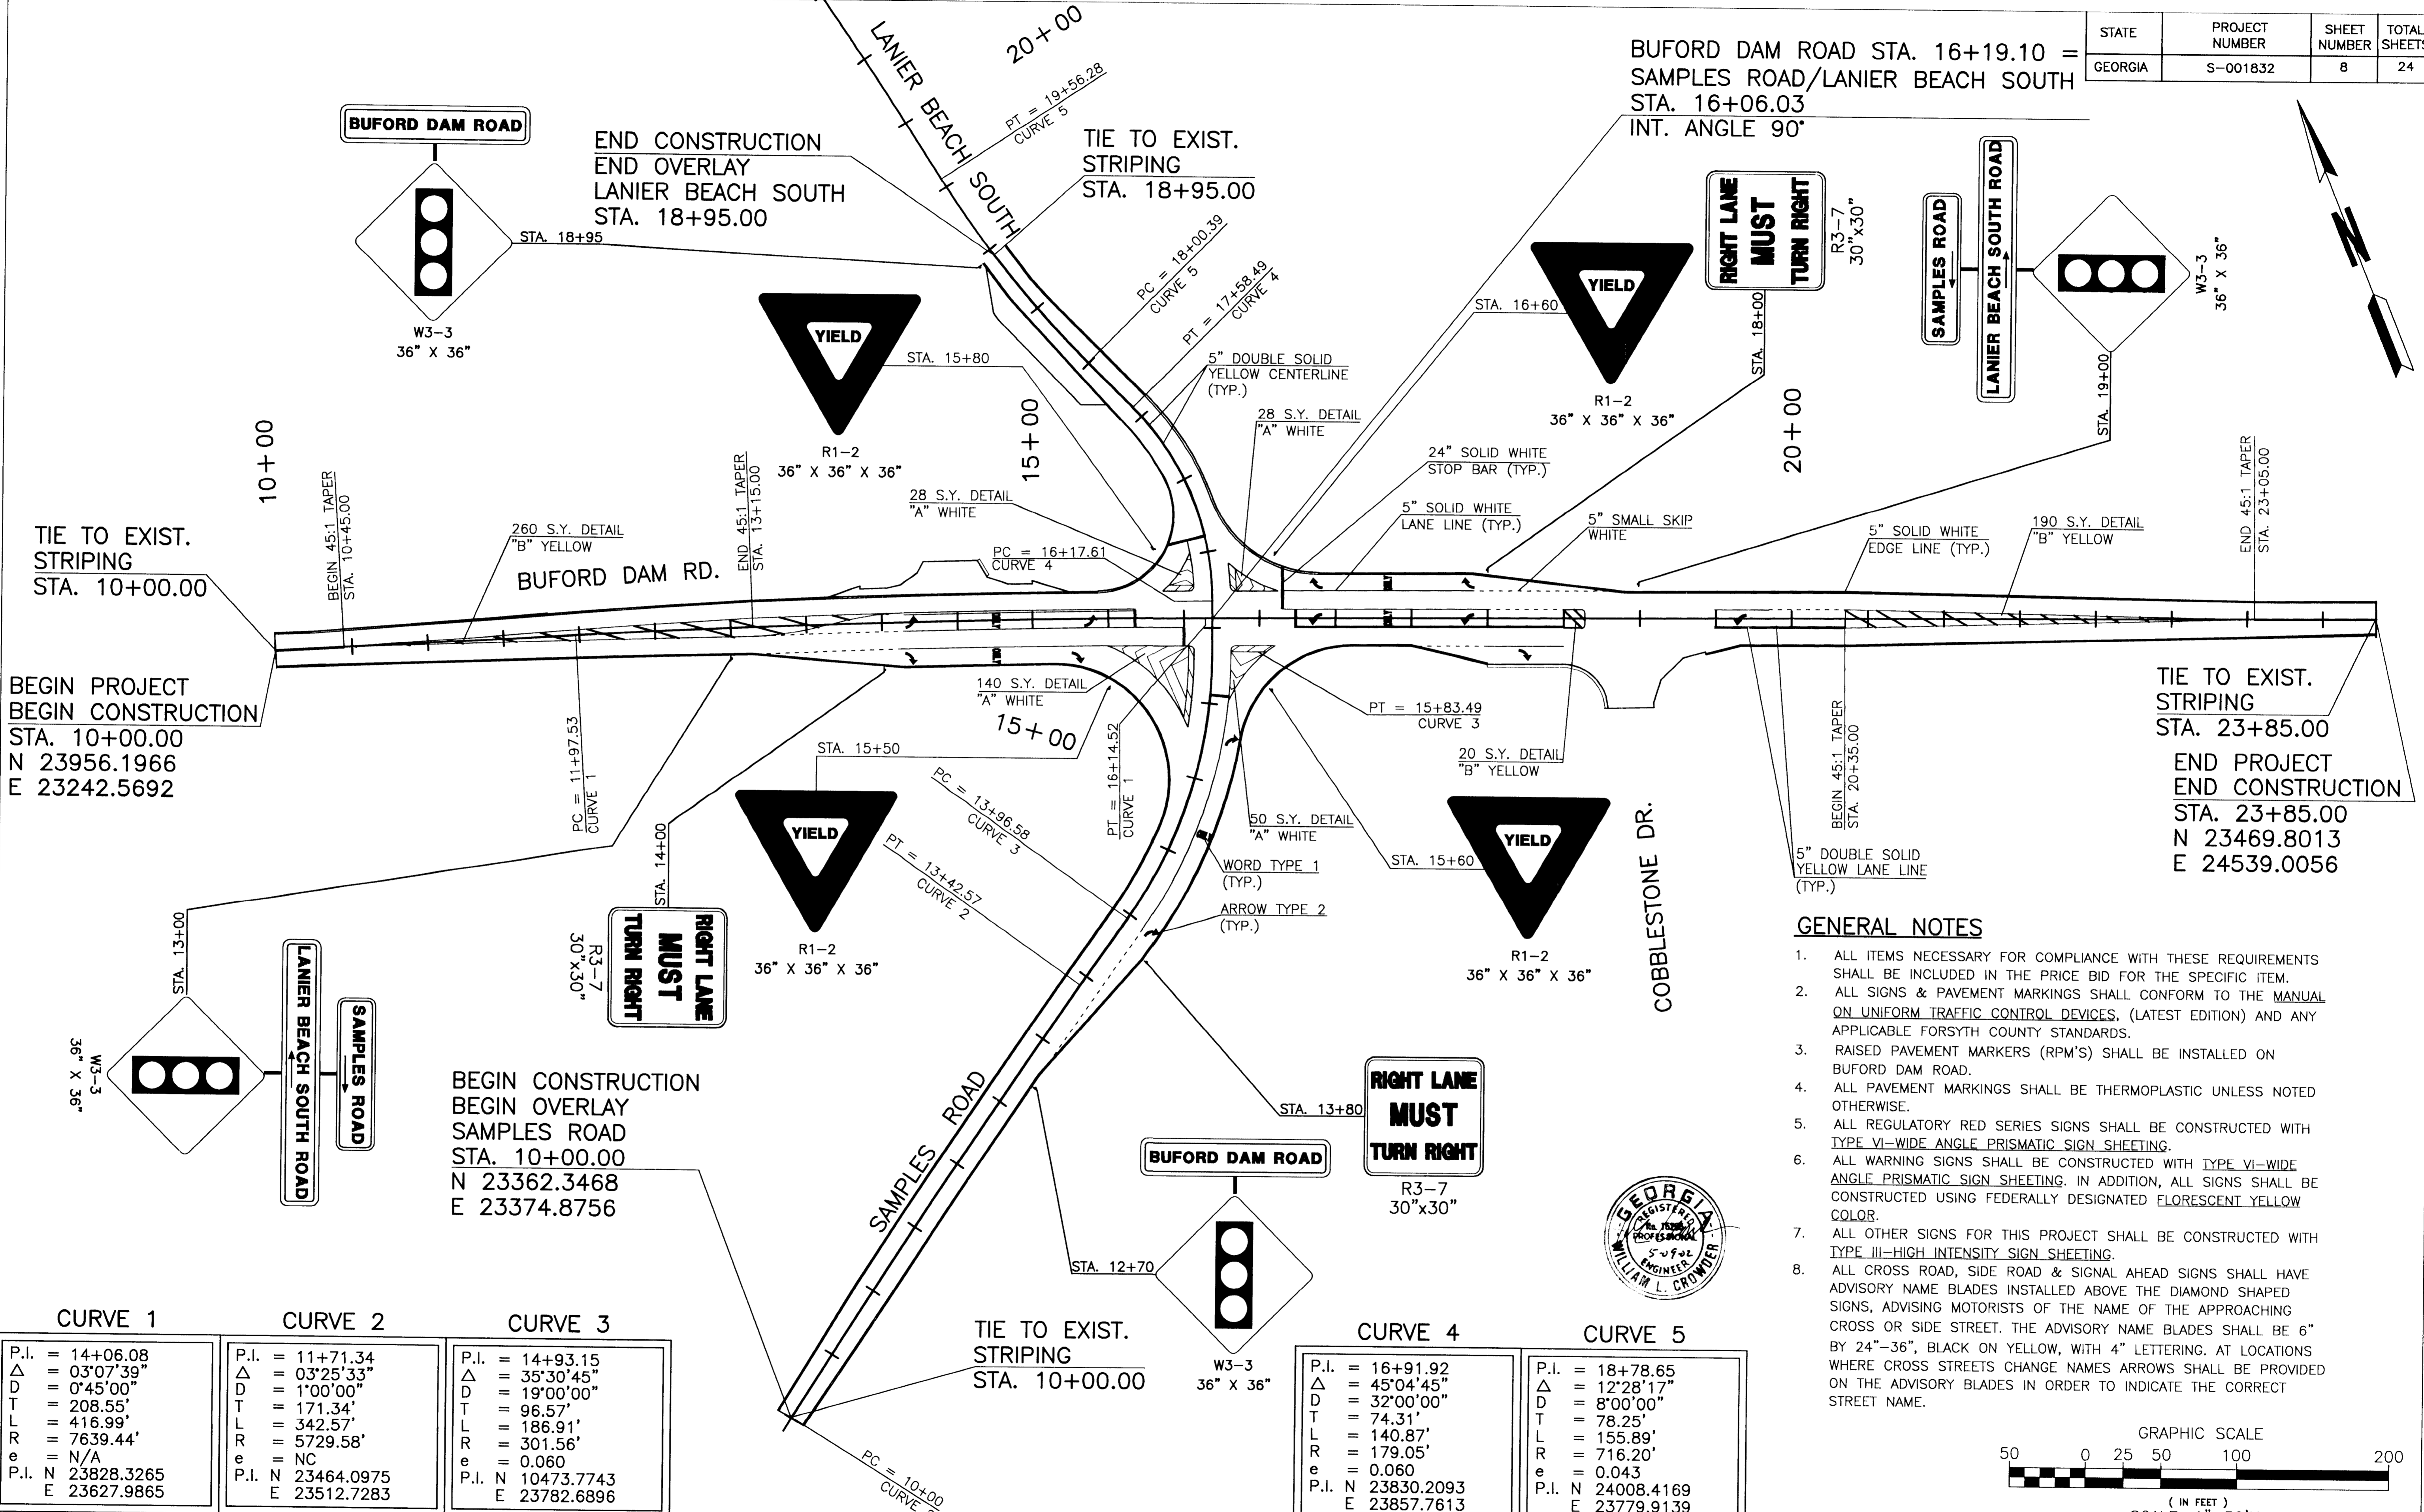 STATE
PROJECT NUMBER
SHEET NUMBER
TOTAL SHEETS
GEORGIA
S-001832
8
24
BUFORD DAM ROAD STA. 16+19.10 =
SAMPLES ROAD/LANIER BEACH SOUTH
STA. 16+06.03
INT. ANGLE 90°
LANIER BEACH SOUTH
20+00
PT = 19+56.28
CURVE 5
BUFORD DAM ROAD
W3-3
36" X 36"
STA. 18+95
END CONSTRUCTION
END OVERLAY
LANIER BEACH SOUTH
STA. 18+95.00
TIE TO EXIST.
STRIPING
STA. 18+95.00
PC = 18+00.39
CURVE 5
PT = 17+58.49
CURVE 4
YIELD
R1-2
36" X 36" X 36"
STA. 15+80
5" DOUBLE SOLID
YELLOW CENTERLINE
(TYP.)
STA. 16+60
YIELD
R1-2
36" X 36" X 36"
RIGHT LANE
MUST
TURN RIGHT
R3-7
30"x30"
STA. 18+00
SAMPLES ROAD
LANIER BEACH SOUTH ROAD
W3-3
36" X 36"
STA. 19+00
N
10+00
15+00
20+00
28 S.Y. DETAIL
"A" WHITE
28 S.Y. DETAIL
"A" WHITE
24" SOLID WHITE
STOP BAR (TYP.)
5" SOLID WHITE
LANE LINE (TYP.)
5" SMALL SKIP
WHITE
5" SOLID WHITE
EDGE LINE (TYP.)
190 S.Y. DETAIL
"B" YELLOW
END 45:1 TAPER
STA. 23+05.00
TIE TO EXIST.
STRIPING
STA. 10+00.00
BEGIN 45:1 TAPER
STA. 10+45.00
260 S.Y. DETAIL
"B" YELLOW
BUFORD DAM RD.
END 45:1 TAPER
STA. 13+15.00
PC = 16+17.61
CURVE 4
ONLY
ONLY
ONLY
ONLY
ONLY
BEGIN PROJECT
BEGIN CONSTRUCTION
STA. 10+00.00
N 23956.1966
E 23242.5692
PC = 11+97.53
CURVE 1
140 S.Y. DETAIL
"A" WHITE
15+00
PT = 16+14.52
CURVE 1
STA. 15+50
YIELD
R1-2
36" X 36" X 36"
PC = 13+96.58
CURVE 3
PT = 13+42.57
CURVE 2
PT = 15+83.49
CURVE 3
20 S.Y. DETAIL
"B" YELLOW
50 S.Y. DETAIL
"A" WHITE
WORD TYPE 1
(TYP.)
ARROW TYPE 2
(TYP.)
STA. 15+60
YIELD
R1-2
36" X 36" X 36"
COBBLESTONE DR.
BEGIN 45:1 TAPER
STA. 20+35.00
5" DOUBLE SOLID
YELLOW LANE LINE
(TYP.)
TIE TO EXIST.
STRIPING
STA. 23+85.00
END PROJECT
END CONSTRUCTION
STA. 23+85.00
N 23469.8013
E 24539.0056
STA. 13+00
W3-3
36" X 36"
LANIER BEACH SOUTH ROAD
SAMPLES ROAD
STA. 14+00
R3-7
30"x30"
RIGHT LANE
MUST
TURN RIGHT
BEGIN CONSTRUCTION
BEGIN OVERLAY
SAMPLES ROAD
STA. 10+00.00
N 23362.3468
E 23374.8756
SAMPLES ROAD
STA. 13+80
RIGHT LANE
MUST
TURN RIGHT
R3-7
30"x30"
BUFORD DAM ROAD
STA. 12+70
W3-3
36" X 36"
TIE TO EXIST.
STRIPING
STA. 10+00.00
PC = 10+00
GEORGIA
REGISTERED
PROFESSIONAL
ENGINEER
WILLIAM L. CROWDER
GENERAL NOTES
1. ALL ITEMS NECESSARY FOR COMPLIANCE WITH THESE REQUIREMENTS
SHALL BE INCLUDED IN THE PRICE BID FOR THE SPECIFIC ITEM.
2. ALL SIGNS & PAVEMENT MARKINGS SHALL CONFORM TO THE MANUAL
ON UNIFORM TRAFFIC CONTROL DEVICES, (LATEST EDITION) AND ANY
APPLICABLE FORSYTH COUNTY STANDARDS.
3. RAISED PAVEMENT MARKERS (RPM'S) SHALL BE INSTALLED ON
BUFORD DAM ROAD.
4. ALL PAVEMENT MARKINGS SHALL BE THERMOPLASTIC UNLESS NOTED
OTHERWISE.
5. ALL REGULATORY RED SERIES SIGNS SHALL BE CONSTRUCTED WITH
TYPE VI-WIDE ANGLE PRISMATIC SIGN SHEETING.
6. ALL WARNING SIGNS SHALL BE CONSTRUCTED WITH TYPE VI-WIDE
ANGLE PRISMATIC SIGN SHEETING. IN ADDITION, ALL SIGNS SHALL BE
CONSTRUCTED USING FEDERALLY DESIGNATED FLORESCENT YELLOW
COLOR.
7. ALL OTHER SIGNS FOR THIS PROJECT SHALL BE CONSTRUCTED WITH
TYPE III-HIGH INTENSITY SIGN SHEETING.
8. ALL CROSS ROAD, SIDE ROAD & SIGNAL AHEAD SIGNS SHALL HAVE
ADVISORY NAME BLADES INSTALLED ABOVE THE DIAMOND SHAPED
SIGNS, ADVISING MOTORISTS OF THE NAME OF THE APPROACHING
CROSS OR SIDE STREET. THE ADVISORY NAME BLADES SHALL BE 6"
BY 24"-36", BLACK ON YELLOW, WITH 4" LETTERING. AT LOCATIONS
WHERE CROSS STREETS CHANGE NAMES ARROWS SHALL BE PROVIDED
ON THE ADVISORY BLADES IN ORDER TO INDICATE THE CORRECT
STREET NAME.
CURVE 1
P.I. = 14+06.08
Δ = 03°07'39"
D = 0°45'00"
T = 208.55'
L = 416.99'
R = 7639.44'
e = N/A
P.I. N 23828.3265
E 23627.9865
CURVE 2
P.I. = 11+71.34
Δ = 03°25'33"
D = 1°00'00"
T = 171.34'
L = 342.57'
R = 5729.58'
e = NC
P.I. N 23464.0975
E 23512.7283
CURVE 3
P.I. = 14+93.15
Δ = 35°30'45"
D = 19°00'00"
T = 96.57'
L = 186.91'
R = 301.56'
e = 0.060
P.I. N 10473.7743
E 23782.6896
CURVE 4
P.I. = 16+91.92
Δ = 45°04'45"
D = 32°00'00"
T = 74.31'
L = 140.87'
R = 179.05'
e = 0.060
P.I. N 23830.2093
E 23857.7613
CURVE 5
P.I. = 18+78.65
Δ = 12°28'17"
D = 8°00'00"
T = 78.25'
L = 155.89'
R = 716.20'
e = 0.043
P.I. N 24008.4169
E 23779.9139
GRAPHIC SCALE
50 0 25 50 100 200
( IN FEET )